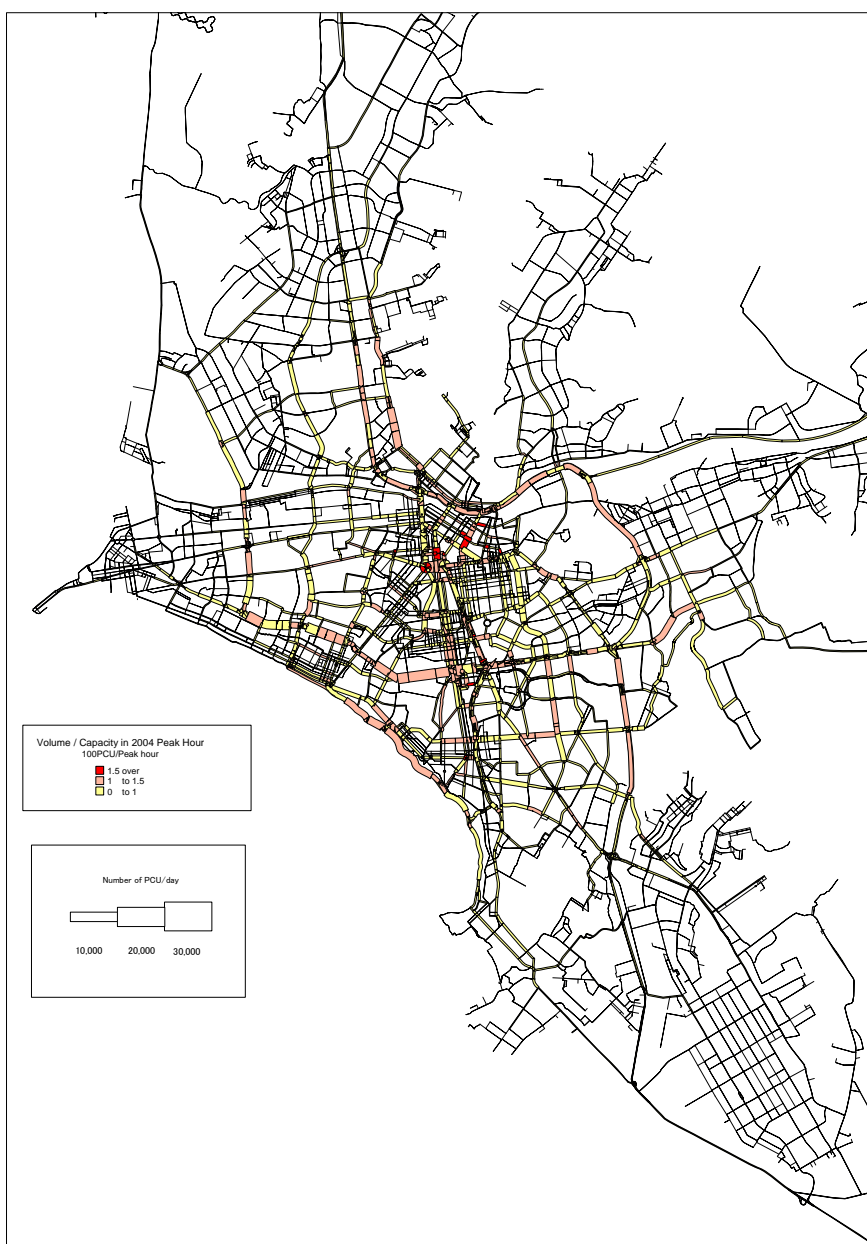 Volume / Capacity in 2004 Peak Hour
100PCU/Peak hour
1.5 over
1 to 1.5
0 to 1
Number of PCU/day
10,000 20,000 30,000